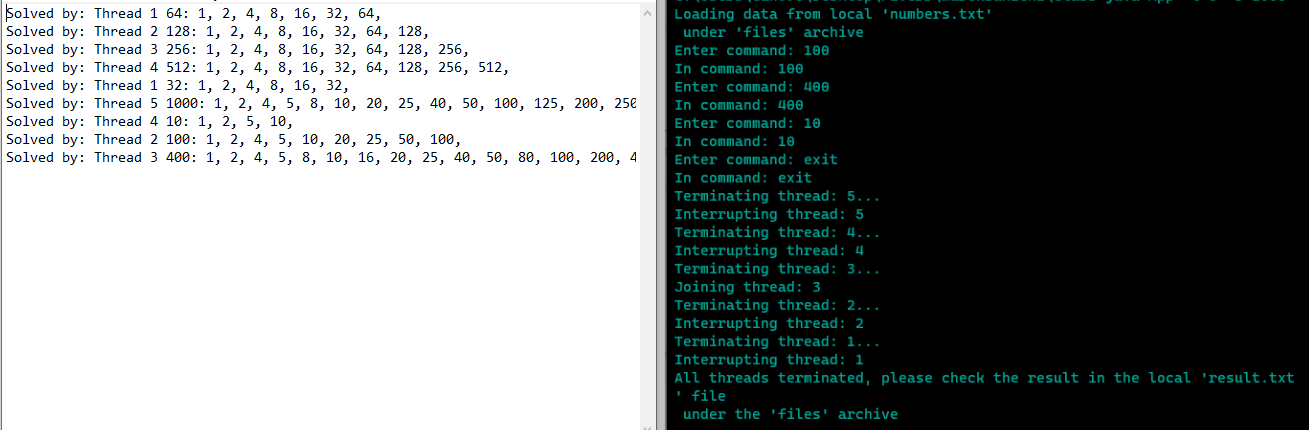 Solved by: Thread 1 64: 1, 2, 4, 8, 16, 32, 64,
Solved by: Thread 2 128: 1, 2, 4, 8, 16, 32, 64, 128,
Solved by: Thread 3 256: 1, 2, 4, 8, 16, 32, 64, 128, 256,
Solved by: Thread 4 512: 1, 2, 4, 8, 16, 32, 64, 128, 256, 512,
Solved by: Thread 1 32: 1, 2, 4, 8, 16, 32,
Solved by: Thread 5 1000: 1, 2, 4, 5, 8, 10, 20, 25, 40, 50, 100, 125, 200, 250
Solved by: Thread 4 10: 1, 2, 5, 10,
Solved by: Thread 2 100: 1, 2, 4, 5, 10, 20, 25, 50, 100,
Solved by: Thread 3 400: 1, 2, 4, 5, 8, 10, 16, 20, 25, 40, 50, 80, 100, 200, 4
Loading data from local 'numbers.txt'
under 'files' archive
Enter command: 100
In command: 100
Enter command: 400
In command: 400
Enter command: 10
In command: 10
Enter command: exit
In command: exit
Terminating thread: 5...
Interrupting thread: 5
Terminating thread: 4...
Interrupting thread: 4
Terminating thread: 3...
Joining thread: 3
Terminating thread: 2...
Interrupting thread: 2
Terminating thread: 1...
Interrupting thread: 1
All threads terminated, please check the result in the local 'result.txt
' file
under the 'files' archive